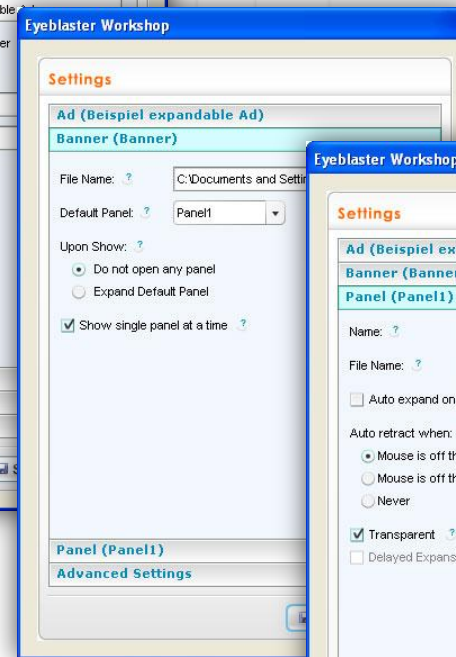 ble
er
Eyeblaster Workshop
Settings
Ad (Beispiel expandable Ad)
Banner (Banner)
File Name: ?
C:\Documents and Settin
Default Panel: ?
Panel1
Upon Show: ?
Do not open any panel
Expand Default Panel
Show single panel at a time ?
Panel (Panel1)
Advanced Settings
Eyeblaster Workshop
Settings
Ad (Beispiel ex
Banner (Banner
Panel (Panel1)
Name: ?
File Name: ?
Auto expand on
Auto retract when:
Mouse is off th
Mouse is off th
Never
Transparent ?
Delayed Expans